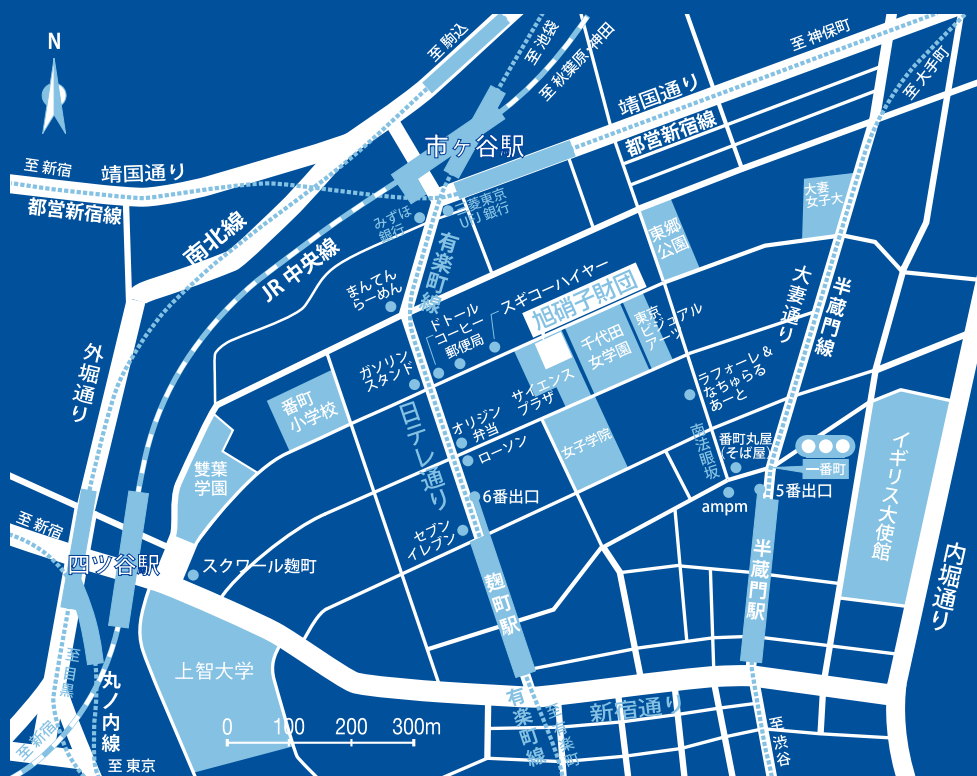 N
至 駒込
至 池袋
至 秋葉原・神田
至 神保町
至 大手町
靖国通り
都営新宿線
市ヶ谷駅
至 新宿
靖国通り
都営新宿線
南北線
JR 中央線
みずほ
銀行
三菱東京
UFJ 銀行
有楽町線
大妻
女子大
東郷
公園
まんてん
らーめん
ドトール
コーヒー
郵便局
スギコーハイヤー
旭硝子財団
千代田
女学園
東京
ビジュアル
アーツ
大妻通り
半蔵門線
外堀通り
ガソリン
スタンド
サイエンス
プラザ
ラフォーレ &
なちゅらる
あーと
番町
小学校
日テレ通り
オリジン
弁当
ローソン
女子学院
南法眼坂
番町丸屋
(そば屋)
一番町
イギリス大使館
雙葉
学園
6番出口
5番出口
ampm
セブン
イレブン
至 新宿
四ツ谷駅
スクワール麹町
麹町駅
半蔵門駅
内堀通り
上智大学
至 目黒
丸ノ内線
至 新宿
至 東京
0 100 200 300m
有楽町線
至 有楽町
新宿通り
至 渋谷